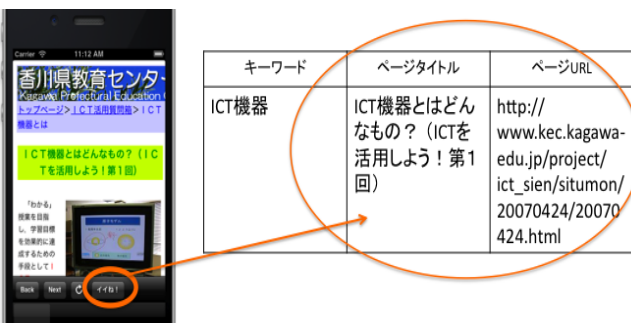 Carrier 11:12 AM
香川県教育センタ
Kagawa Prefectural Education
トップページ>ICT活用質問箱>ICT
機器とは
ICT機器とはどんなもの?(IC
Tを活用しよう!第1回)
「わかる」
授業を目指
し、学習目標
を効果的に達
成するための
手段としてI
Back Next イイね!
キーワード ページタイトル ページURL
ICT機器
ICT機器とはどん
なもの?(ICTを
活用しよう!第1
回)
http://
www.kec.kagawa-
edu.jp/project/
ict_sien/situmon/
20070424/20070
424.html